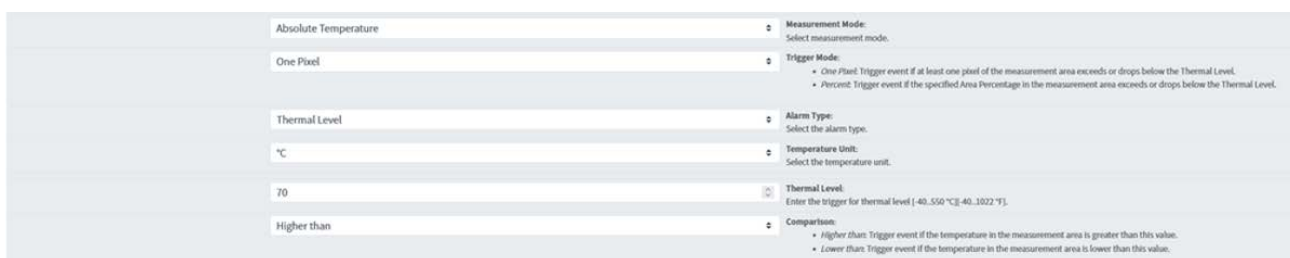 Absolute Temperature
Measurement Mode:
Select measurement mode.
One Pixel
Trigger Mode:
• One Pixel: Trigger event if at least one pixel of the measurement area exceeds or drops below the Thermal Level.
• Percent: Trigger event if the specified Area Percentage in the measurement area exceeds or drops below the Thermal Level.
Thermal Level
Alarm Type:
Select the alarm type.
°C
Temperature Unit:
Select the temperature unit.
70
Thermal Level:
Enter the trigger for thermal level [-40..550 °C][-40..1022 °F].
Higher than
Comparison:
• Higher than: Trigger event if the temperature in the measurement area is greater than this value.
• Lower than: Trigger event if the temperature in the measurement area is lower than this value.